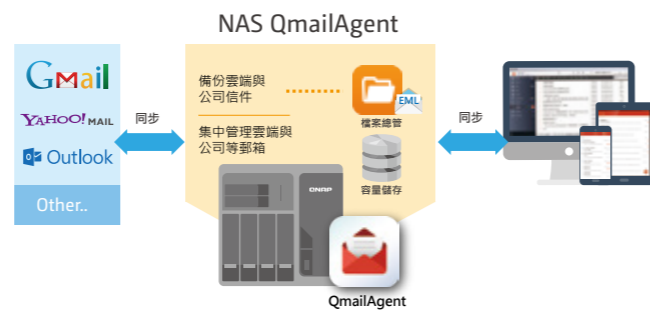 NAS QmailAgent
Gmail
YAHOO! MAIL
Outlook
Other..
同步
備份雲端與
公司信件
集中管理雲端與
公司等郵箱
EML
檔案總管
容量儲存
QNAP
QmailAgent
同步